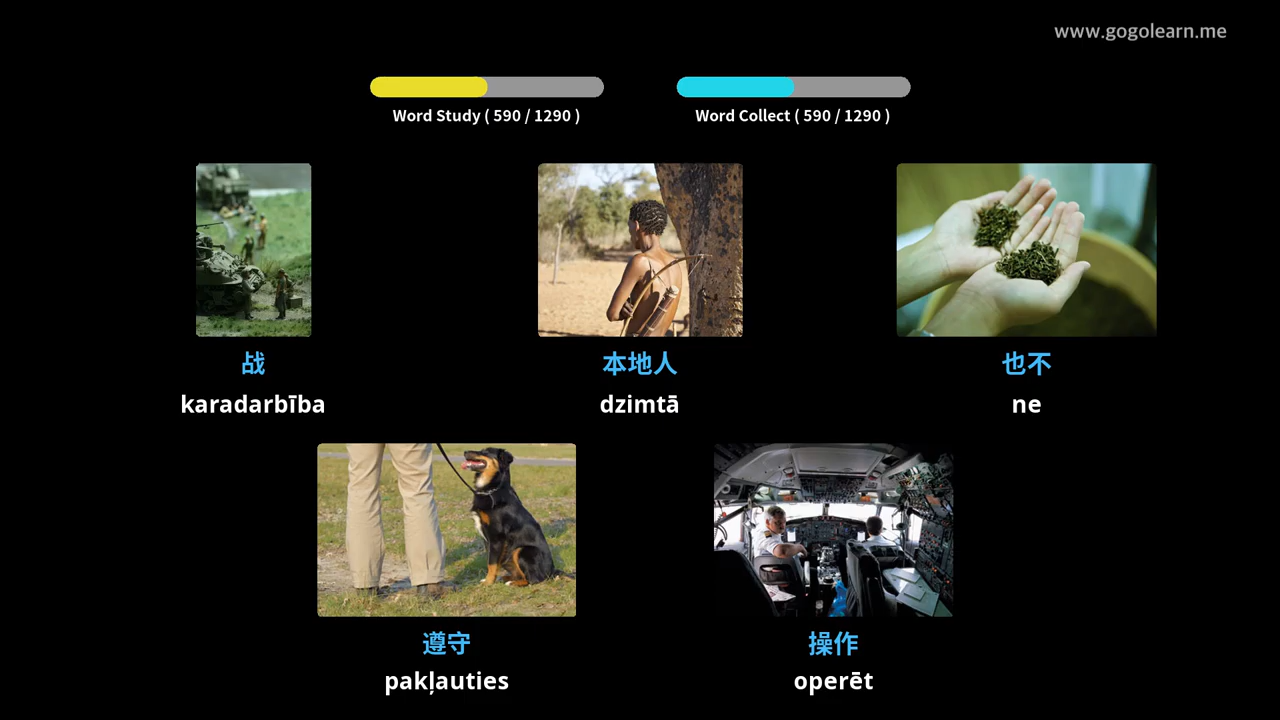 www.gogolearn.me
Word Study ( 590 / 1290 )
Word Collect ( 590 / 1290 )
战
karadarbība
本地人
dzimtā
也不
ne
遵守
pakļauties
操作
operēt